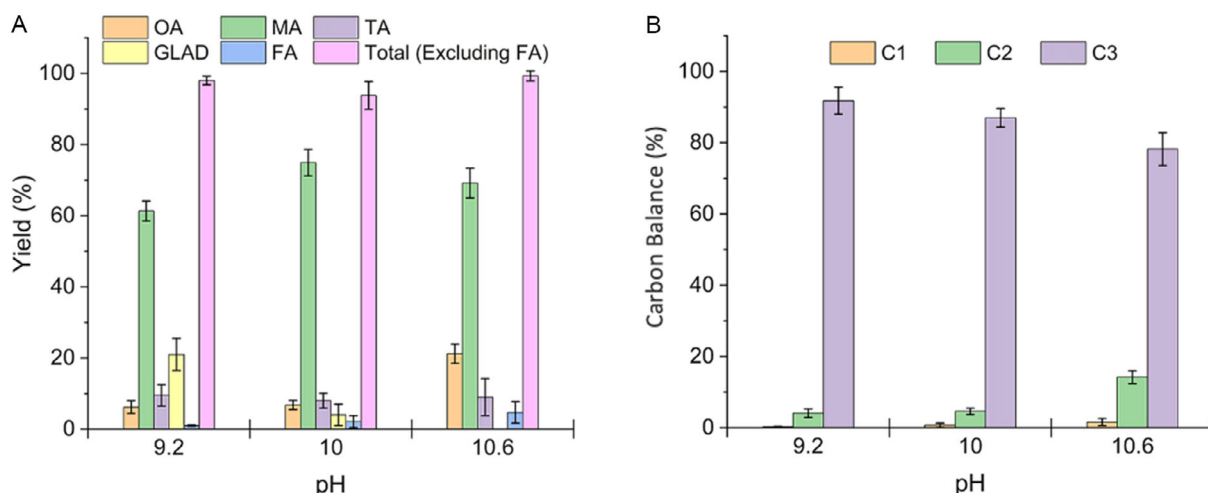 A
OA MA TA
GLAD FA Total (Excluding FA)
Yield (%)
100
80
60
40
20
0
9.2 10 10.6
pH
B
C1 C2 C3
Carbon Balance (%)
100
80
60
40
20
0
9.2 10 10.6
pH